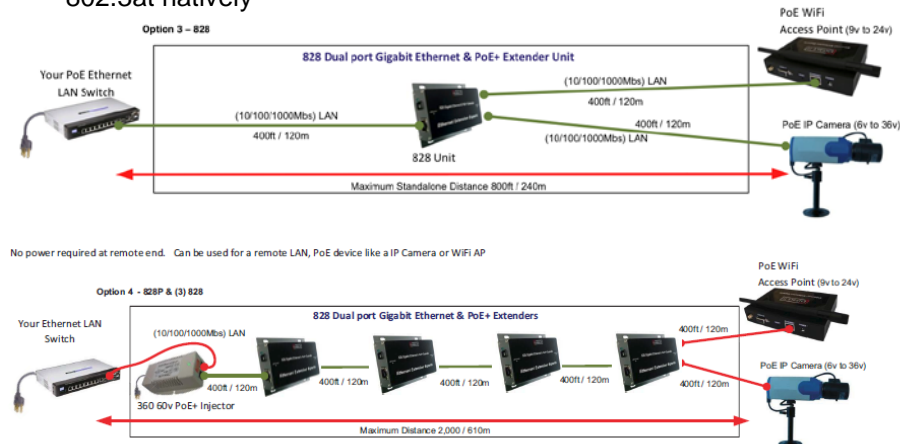 802.3at natively
Option 3 – 828
PoE WiFi
Access Point (9v to 24v)
828 Dual port Gigabit Ethernet & PoE+ Extender Unit
Your PoE Ethernet
LAN Switch
(10/100/1000Mbs) LAN
400ft / 120m
(10/100/1000Mbs) LAN
400ft / 120m
400ft / 120m
(10/100/1000Mbs) LAN
PoE IP Camera (6v to 36v)
828 Unit
Maximum Standalone Distance 800ft / 240m
No power required at remote end. Can be used for a remote LAN, PoE device like a IP Camera or WiFi AP
PoE WiFi
Access Point (9v to 24v)
Option 4 - 828P & (3) 828
828 Dual port Gigabit Ethernet & PoE+ Extenders
Your Ethernet LAN
Switch
(10/100/1000Mbs) LAN
400ft / 120m
400ft / 120m
400ft / 120m
400ft / 120m
400ft / 120m
400ft / 120m
PoE IP Camera (6v to 36v)
360 60v PoE+ Injector
Maximum Distance 2,000 / 610m